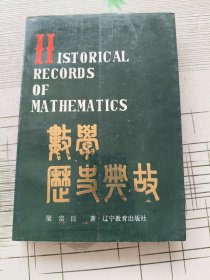 HISTORICAL
RECORDS
OF
MATHEMATICS
數學
歷史典故
梁宗巨 著·辽宁教育出版社